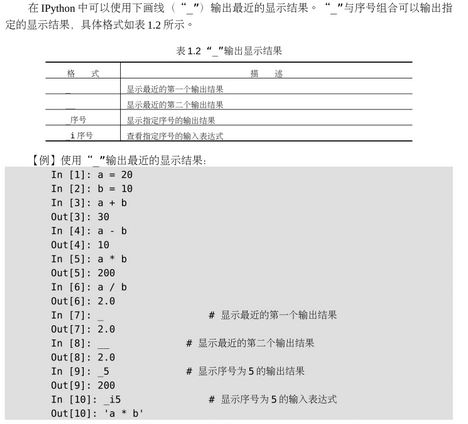 在 IPython 中可以使用下画线（“_”）输出最近的显示结果。“_”与序号组合可以输出指
定的显示结果，具体格式如表 1.2 所示。
表 1.2 “_”输出显示结果
格 式 描 述
_ 显示最近的第一个输出结果
__ 显示最近的第二个输出结果
_序号 显示指定序号的输出结果
_i 序号 查看指定序号的输入表达式
【例】使用“_”输出最近的显示结果：
In [1]: a = 20
In [2]: b = 10
In [3]: a + b
Out[3]: 30
In [4]: a - b
Out[4]: 10
In [5]: a * b
Out[5]: 200
In [6]: a / b
Out[6]: 2.0
In [7]: _ # 显示最近的第一个输出结果
Out[7]: 2.0
In [8]: __ # 显示最近的第二个输出结果
Out[8]: 2.0
In [9]: _5 # 显示序号为 5 的输出结果
Out[9]: 200
In [10]: _i5 # 显示序号为 5 的输入表达式
Out[10]: 'a * b'